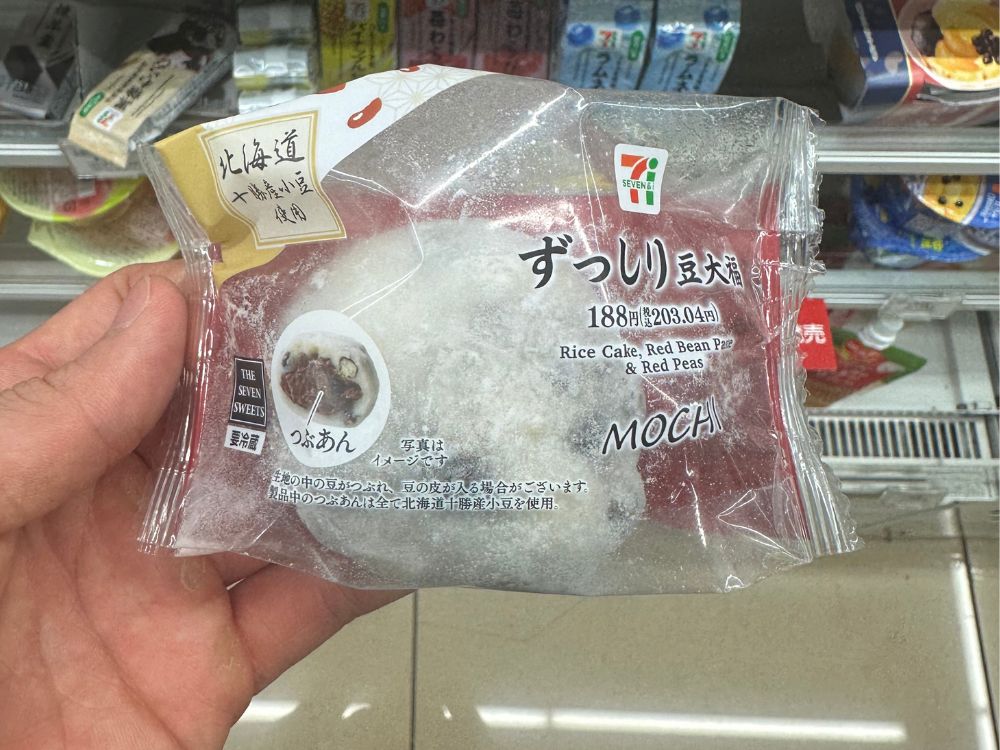 北海道
十勝産小豆
使用
7i
SEVEN & i
ずっしり豆大福
188円(税込203.04円)
Rice Cake, Red Bean Paste
& Red Peas
MOCHI
THE
SEVEN
SWEETS
要冷蔵
つぶあん
写真は
イメージです
生地の中の豆がつぶれ、豆の皮が入る場合がございます。
製品中のつぶあんは全て北海道十勝産小豆を使用。
売